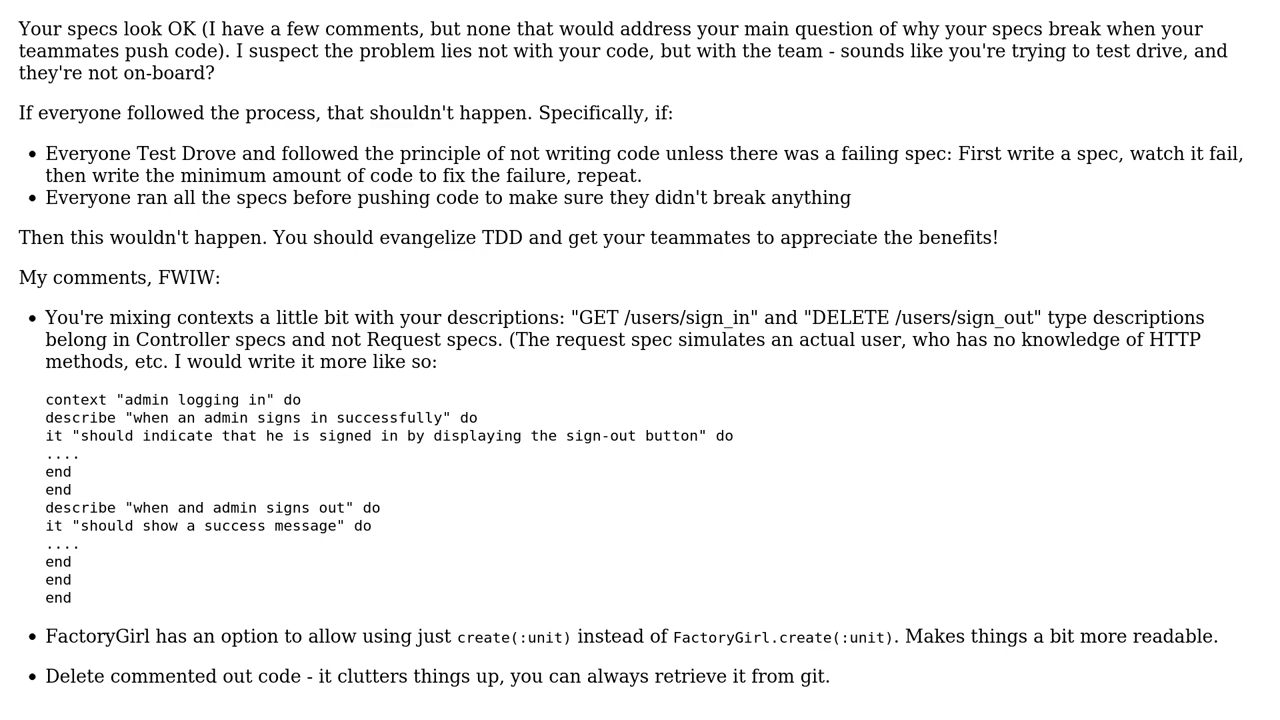 Your specs look OK (I have a few comments, but none that would address your main question of why your specs break when your
teammates push code). I suspect the problem lies not with your code, but with the team - sounds like you're trying to test drive, and
they're not on-board?
If everyone followed the process, that shouldn't happen. Specifically, if:
• Everyone Test Drove and followed the principle of not writing code unless there was a failing spec: First write a spec, watch it fail,
then write the minimum amount of code to fix the failure, repeat.
• Everyone ran all the specs before pushing code to make sure they didn't break anything
Then this wouldn't happen. You should evangelize TDD and get your teammates to appreciate the benefits!
My comments, FWIW:
• You're mixing contexts a little bit with your descriptions: "GET /users/sign_in" and "DELETE /users/sign_out" type descriptions
belong in Controller specs and not Request specs. (The request spec simulates an actual user, who has no knowledge of HTTP
methods, etc. I would write it more like so:
context "admin logging in" do
describe "when an admin signs in successfully" do
it "should indicate that he is signed in by displaying the sign-out button" do
....
end
end
describe "when and admin signs out" do
it "should show a success message" do
....
end
end
end
• FactoryGirl has an option to allow using just create(:unit) instead of FactoryGirl.create(:unit). Makes things a bit more readable.
• Delete commented out code - it clutters things up, you can always retrieve it from git.